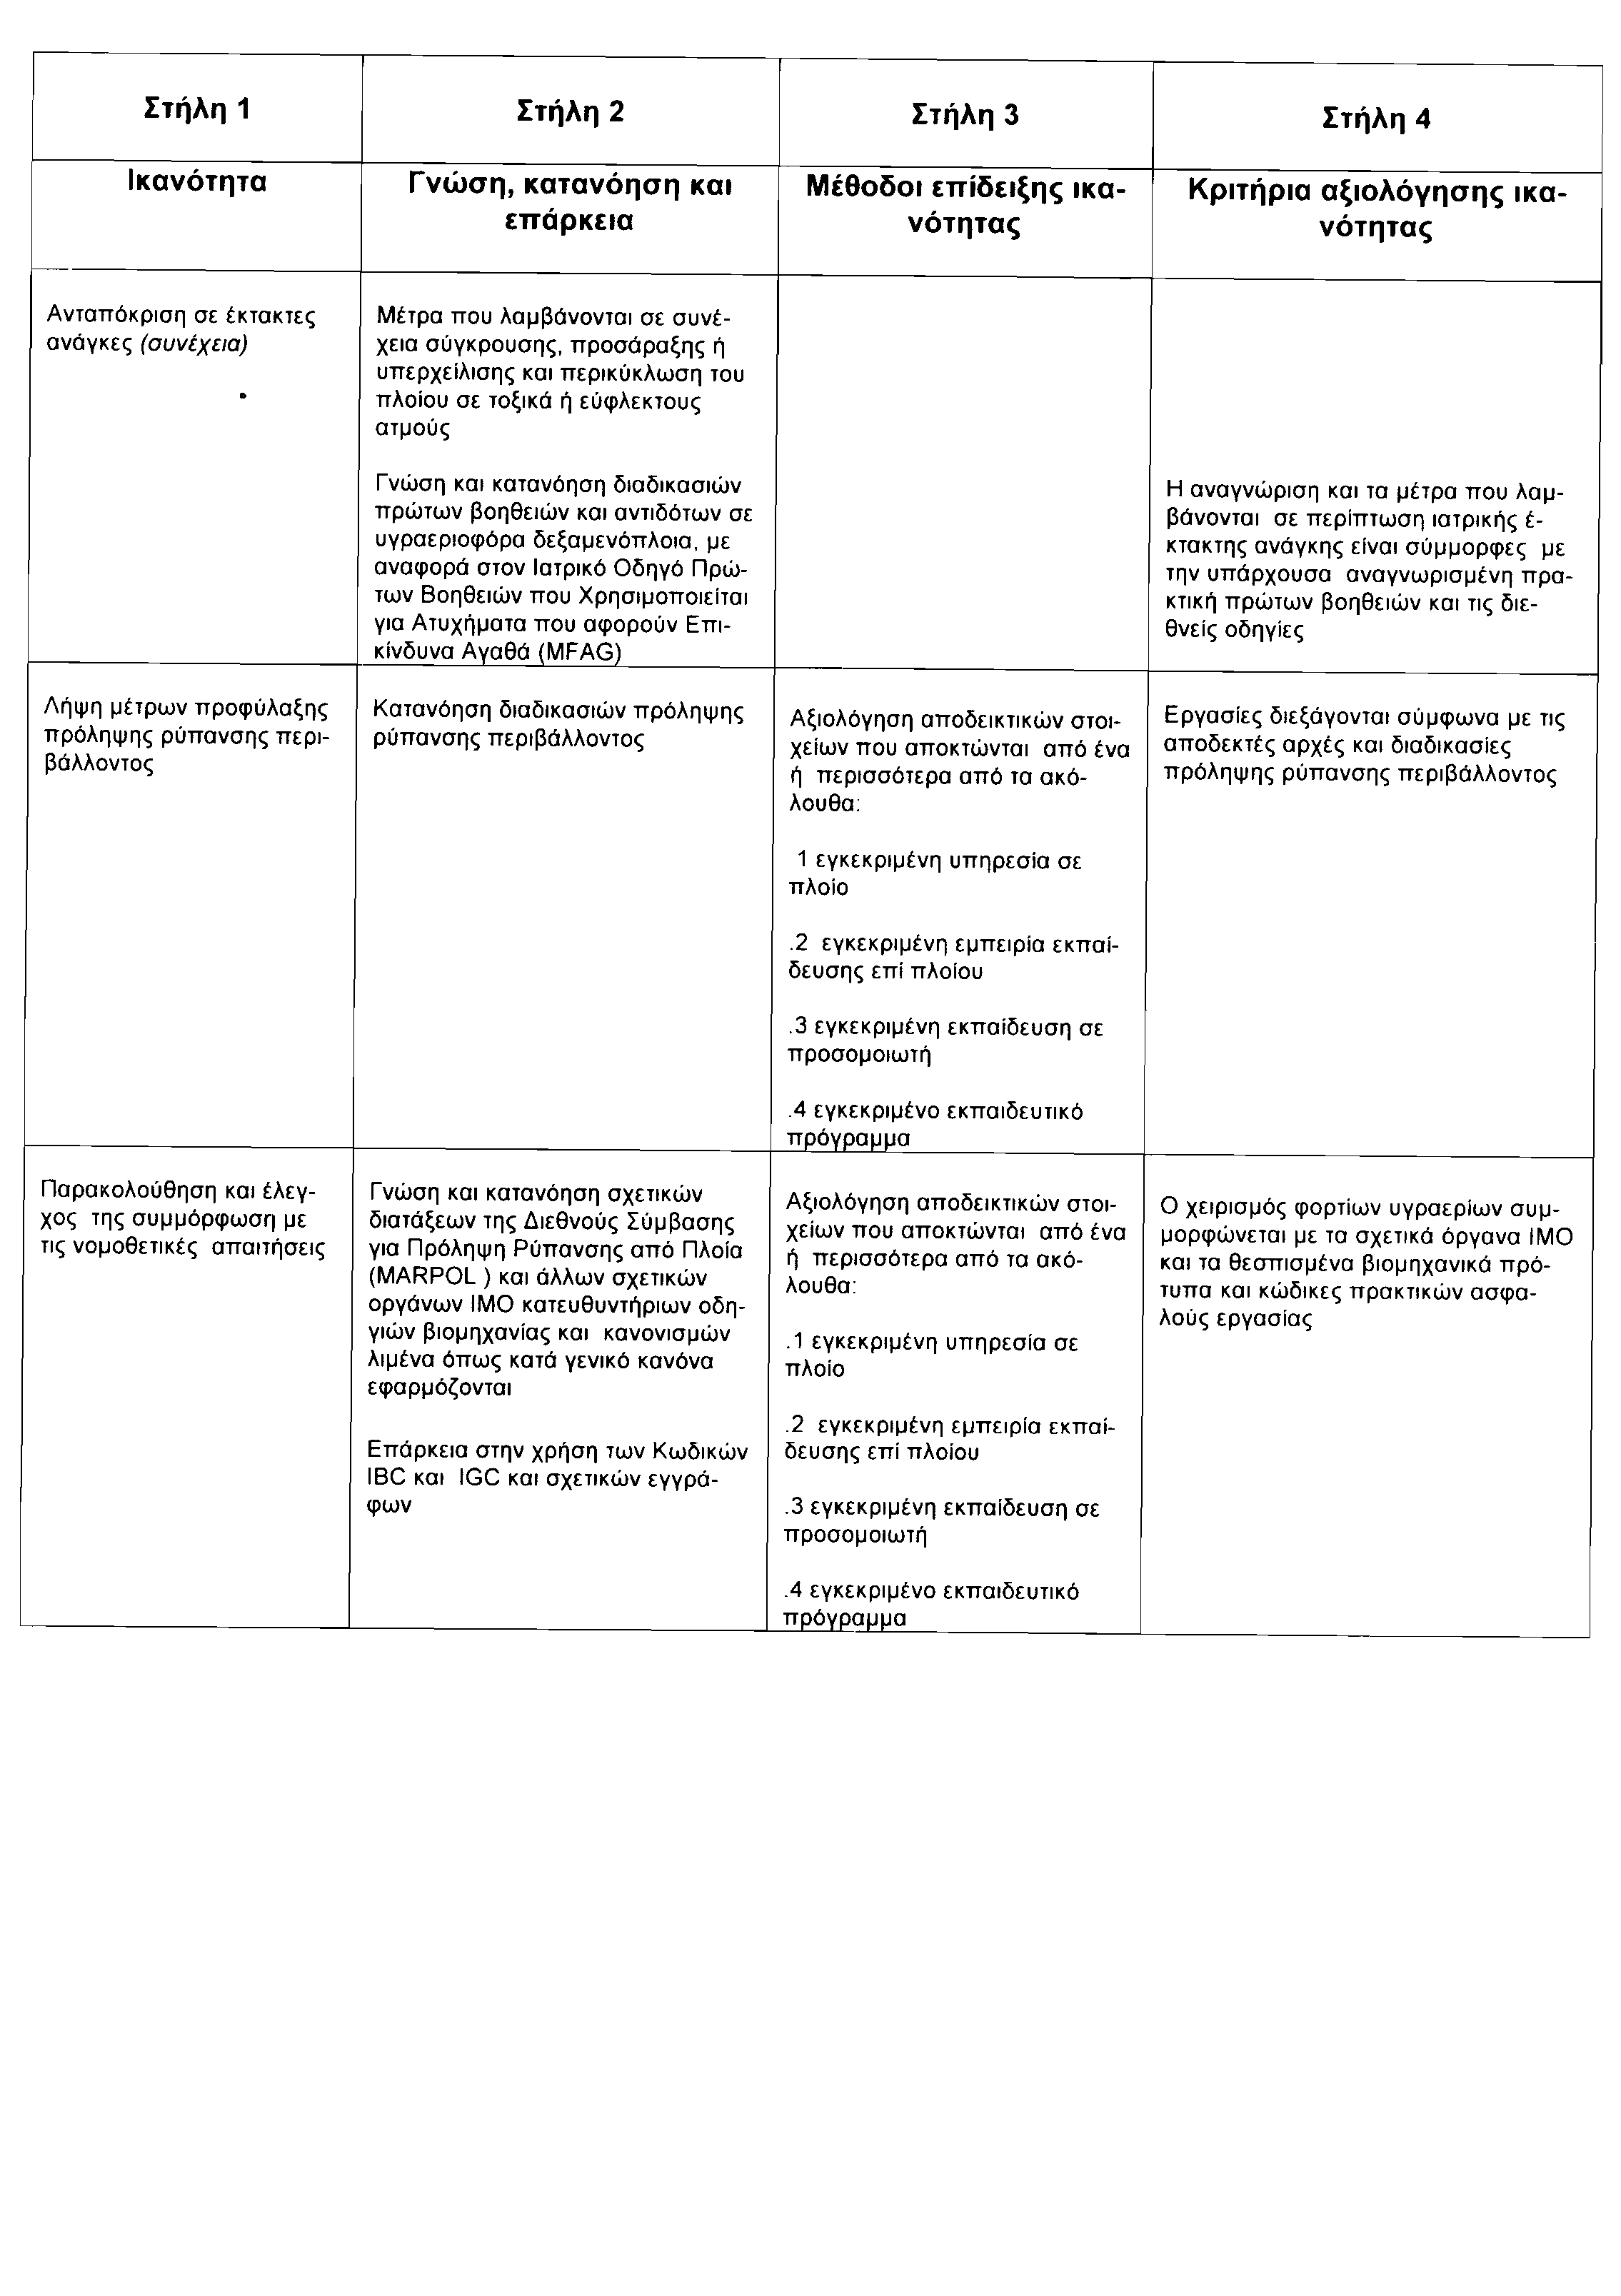 Στήλη 1
Στήλη 2
Στήλη 3
Στήλη 4
Ικανότητα
Γνώση, κατανόηση και
επάρκεια
Μέθοδοι επίδειξης ικα-
νότητας
Κριτήρια αξιολόγησης ικα-
νότητας
Ανταπόκριση σε έκτακτες
ανάγκες (συνέχεια)
Μέτρα που λαμβάνονται σε συνέ-
χεια σύγκρουσης, προσάραξης ή
υπερχείλισης και περικύκλωση του
πλοίου σε τοξικά ή εύφλεκτους
ατμούς
Γνώση και κατανόηση διαδικασιών
πρώτων βοηθειών και αντιδότων σε
υγραεριοφόρα δεξαμενόπλοια, με
αναφορά στον Ιατρικό Οδηγό Πρώ-
των Βοηθειών που Χρησιμοποιείται
για Ατυχήματα που αφορούν Επι-
κίνδυνα Αγαθά (MFAG)
Η αναγνώριση και τα μέτρα που λαμ-
βάνονται σε περίπτωση ιατρικής έ-
κτακτης ανάγκης είναι σύμμορφες με
την υπάρχουσα αναγνωρισμένη πρα-
κτική πρώτων βοηθειών και τις διε-
θνείς οδηγίες
Λήψη μέτρων προφύλαξης
πρόληψης ρύπανσης περι-
βάλλοντος
Κατανόηση διαδικασιών πρόληψης
ρύπανσης περιβάλλοντος
Αξιολόγηση αποδεικτικών στοι-
χείων που αποκτώνται από ένα
ή περισσότερα από τα ακό-
λουθα:
1 εγκεκριμένη υπηρεσία σε
πλοίο
.2 εγκεκριμένη εμπειρία εκπαί-
δευσης επί πλοίου
.3 εγκεκριμένη εκπαίδευση σε
προσομοιωτή
.4 εγκεκριμένο εκπαιδευτικό
πρόγραμμα
Εργασίες διεξάγονται σύμφωνα με τις
αποδεκτές αρχές και διαδικασίες
πρόληψης ρύπανσης περιβάλλοντος
Παρακολούθηση και έλεγ-
χος της συμμόρφωση με
τις νομοθετικές απαιτήσεις
Γνώση και κατανόηση σχετικών
διατάξεων της Διεθνούς Σύμβασης
για Πρόληψη Ρύπανσης από Πλοία
(MARPOL ) και άλλων σχετικών
οργάνων IMO κατευθυντήριων οδη-
γιών βιομηχανίας και κανονισμών
λιμένα όπως κατά γενικό κανόνα
εφαρμόζονται
Επάρκεια στην χρήση των Κωδικών
IBC και IGC και σχετικών εγγρά-
φων
Αξιολόγηση αποδεικτικών στοι-
χείων που αποκτώνται από ένα
ή περισσότερα από τα ακό-
λουθα:
.1 εγκεκριμένη υπηρεσία σε
πλοίο
.2 εγκεκριμένη εμπειρία εκπαί-
δευσης επί πλοίου
.3 εγκεκριμένη εκπαίδευση σε
προσομοιωτή
.4 εγκεκριμένο εκπαιδευτικό
πρόγραμμα
Ο χειρισμός φορτίων υγραερίων συμ-
μορφώνεται με τα σχετικά όργανα IMO
και τα θεσπισμένα βιομηχανικά πρό-
τυπα και κώδικες πρακτικών ασφα-
λούς εργασίας